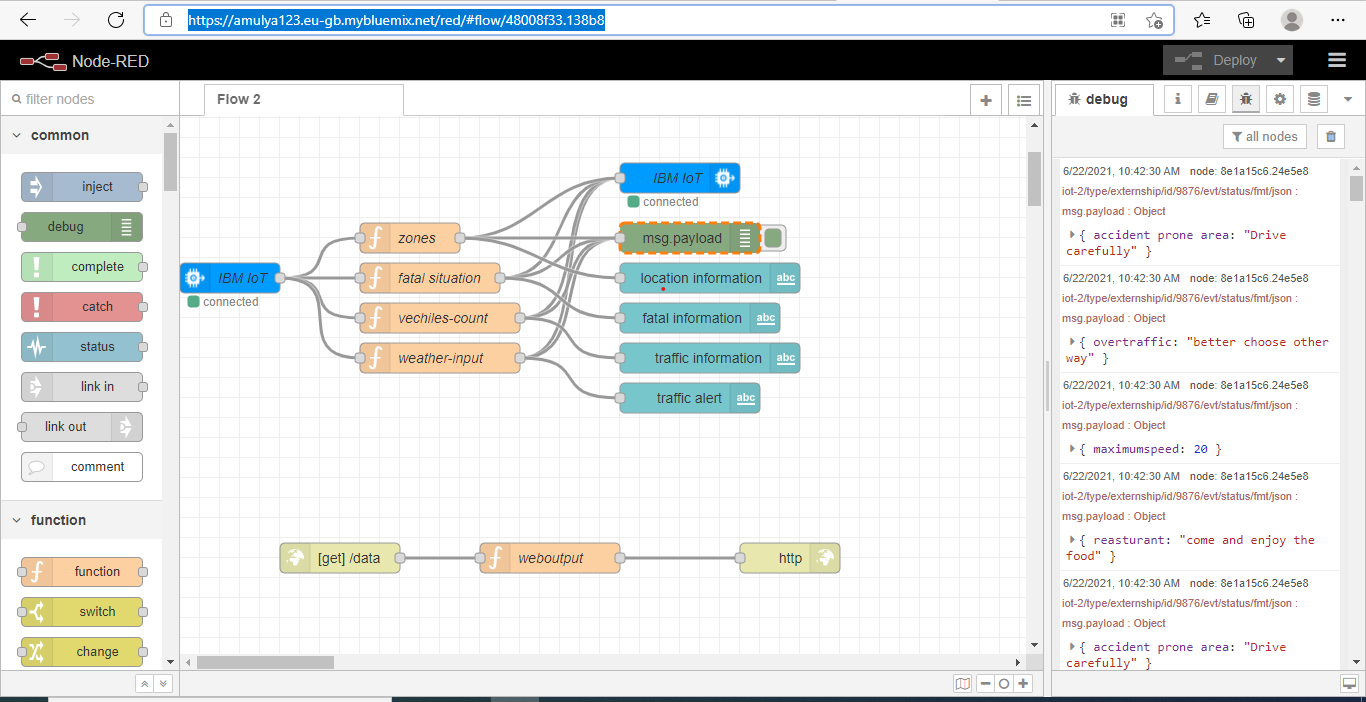 https://amulya123.eu-gb.mybluemix.net/red/#flow/48008f33.138b8
Node-RED
Deploy
filter nodes
common
inject
debug
complete
catch
status
link in
link out
comment
function
function
switch
change
Flow 2
IBM IoT
connected
zones
fatal situation
vechiles-count
weather-input
IBM IoT
connected
msg.payload
location information
abc
fatal information
abc
traffic information
abc
traffic alert
abc
[get] /data
weboutput
http
debug
all nodes
6/22/2021, 10:42:30 AM node: 8e1a15c6.24e5e8
iot-2/type/externship/id/9876/evt/status/fmt/json :
msg.payload : Object
{ accident prone area: "Drive
carefully" }
6/22/2021, 10:42:30 AM node: 8e1a15c6.24e5e8
iot-2/type/externship/id/9876/evt/status/fmt/json :
msg.payload : Object
{ overtraffic: "better choose other
way" }
6/22/2021, 10:42:30 AM node: 8e1a15c6.24e5e8
iot-2/type/externship/id/9876/evt/status/fmt/json :
msg.payload : Object
{ maximumspeed: 20 }
6/22/2021, 10:42:30 AM node: 8e1a15c6.24e5e8
iot-2/type/externship/id/9876/evt/status/fmt/json :
msg.payload : Object
{ reasturant: "come and enjoy the
food" }
6/22/2021, 10:42:30 AM node: 8e1a15c6.24e5e8
iot-2/type/externship/id/9876/evt/status/fmt/json :
msg.payload : Object
{ accident prone area: "Drive
carefully" }